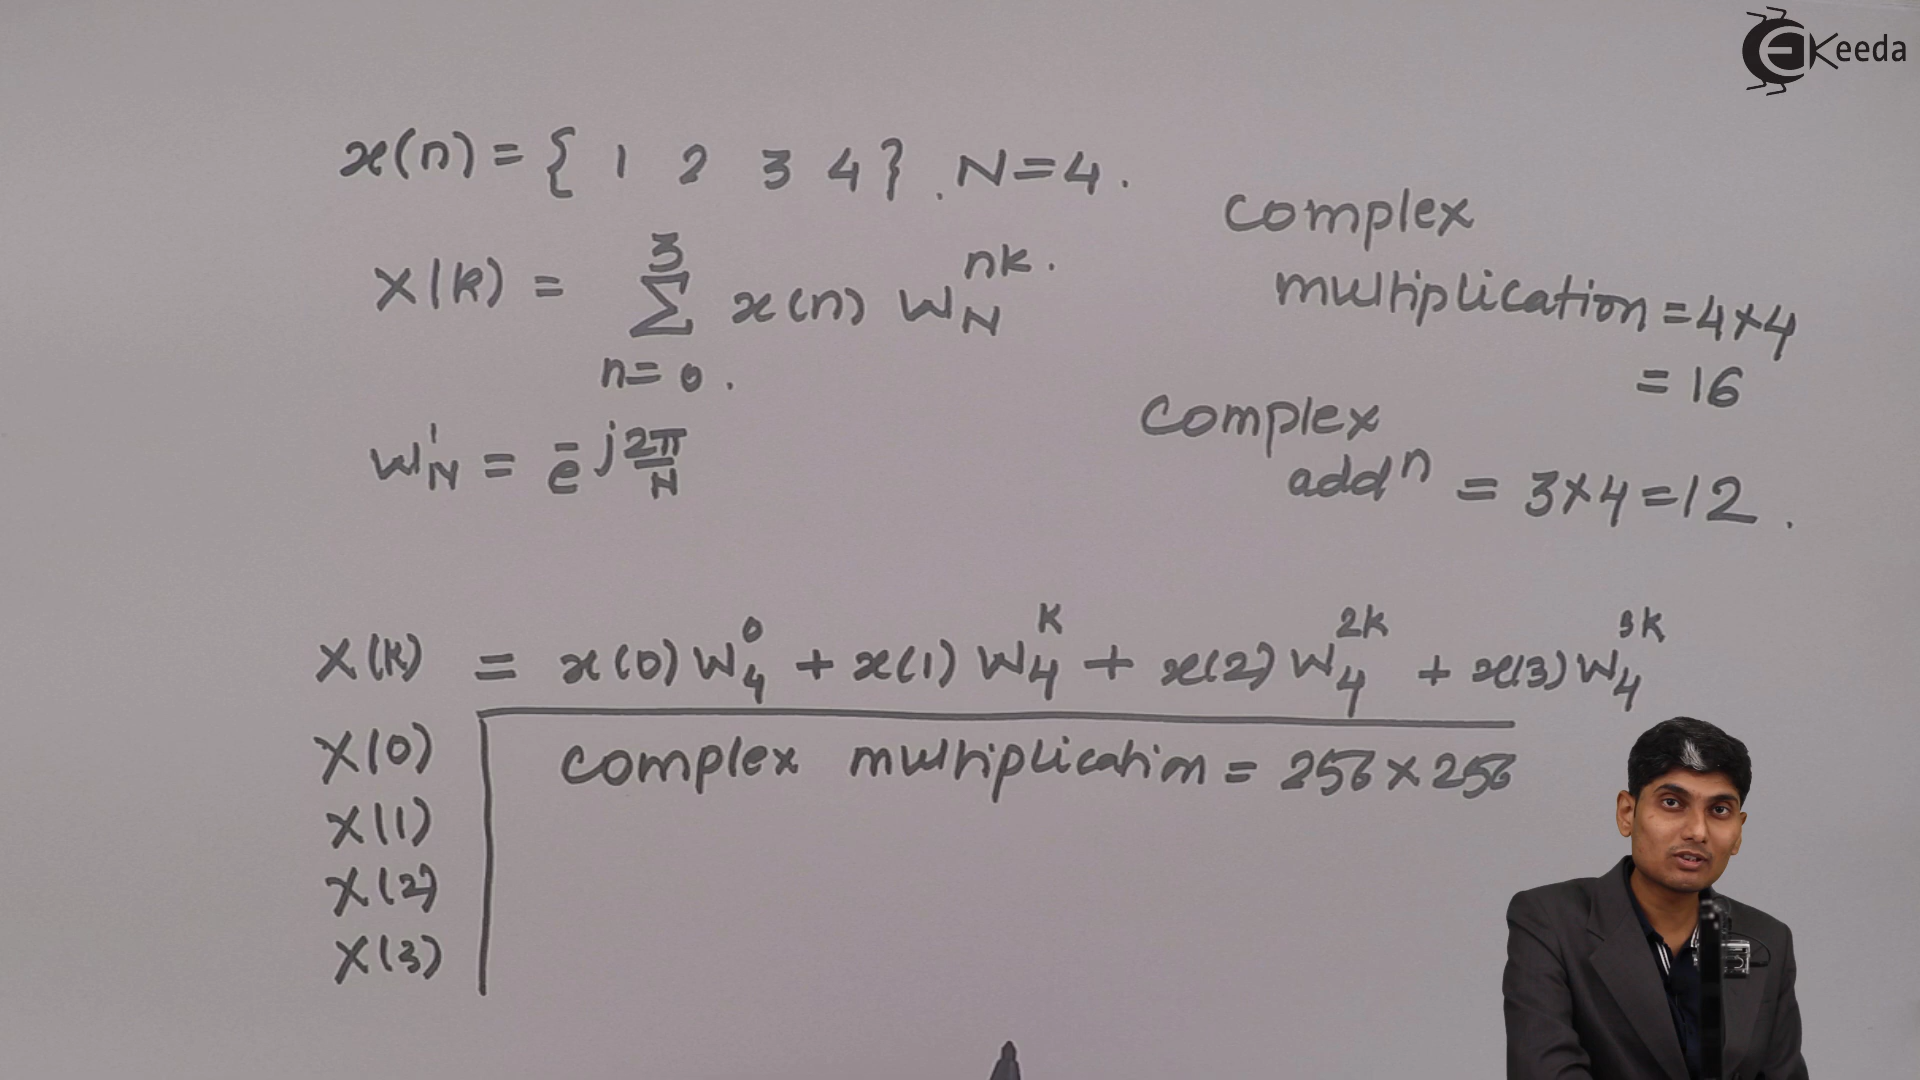 EKeeda
x(n) = { 1 2 3 4 } . N=4 .
X(k) = 3 Σ n=0 . x(n) W_N^nk .
W_N^1 = e^-j2π/N
complex
multiplication = 4×4
= 16
complex
add^n = 3×4=12 .
X(k) = x(0) W_4^0 + x(1) W_4^k + x(2) W_4^2k + x(3) W_4^3k
X(0) complex multiplication = 256×256
X(1)
X(2)
X(3)